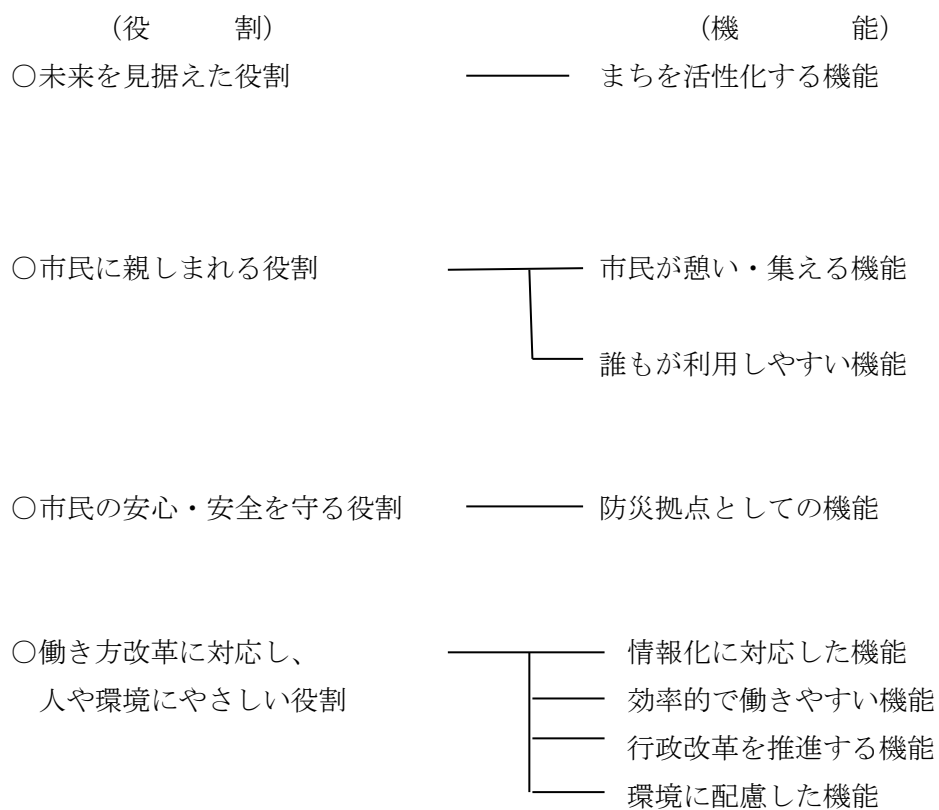 （役　　　割）　　　（機　　　　能）
○未来を見据えた役割　　　まちを活性化する機能
○市民に親しまれる役割　　　市民が憩い・集える機能
誰もが利用しやすい機能
○市民の安心・安全を守る役割　　　防災拠点としての機能
○働き方改革に対応し、　　　情報化に対応した機能
人や環境にやさしい役割　　　効率的で働きやすい機能
行政改革を推進する機能
環境に配慮した機能